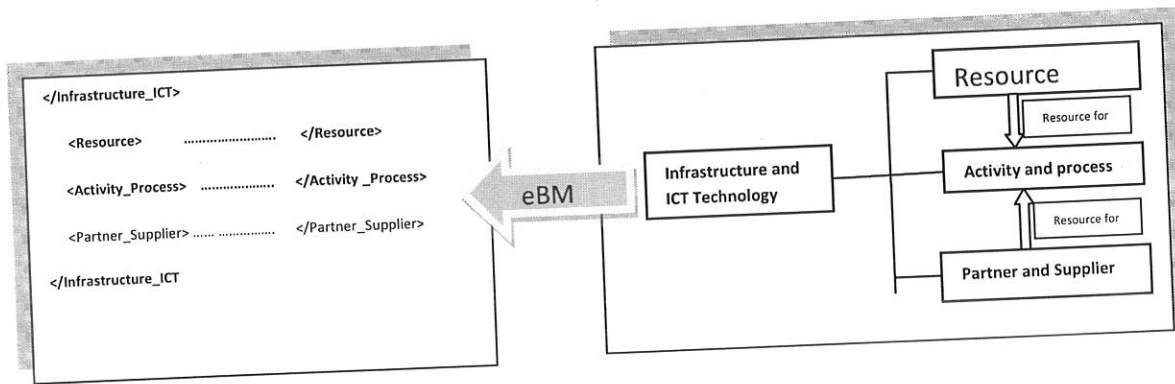 </Infrastructure_ICT>
<Resource> ........................ </Resource>
<Activity_Process> ................... </Activity _Process>
<Partner_Supplier> ...... ............... </Partner_Supplier>
</Infrastructure_ICT
eBM
Infrastructure and
ICT Technology
Resource
Resource for
Activity and process
Resource for
Partner and Supplier